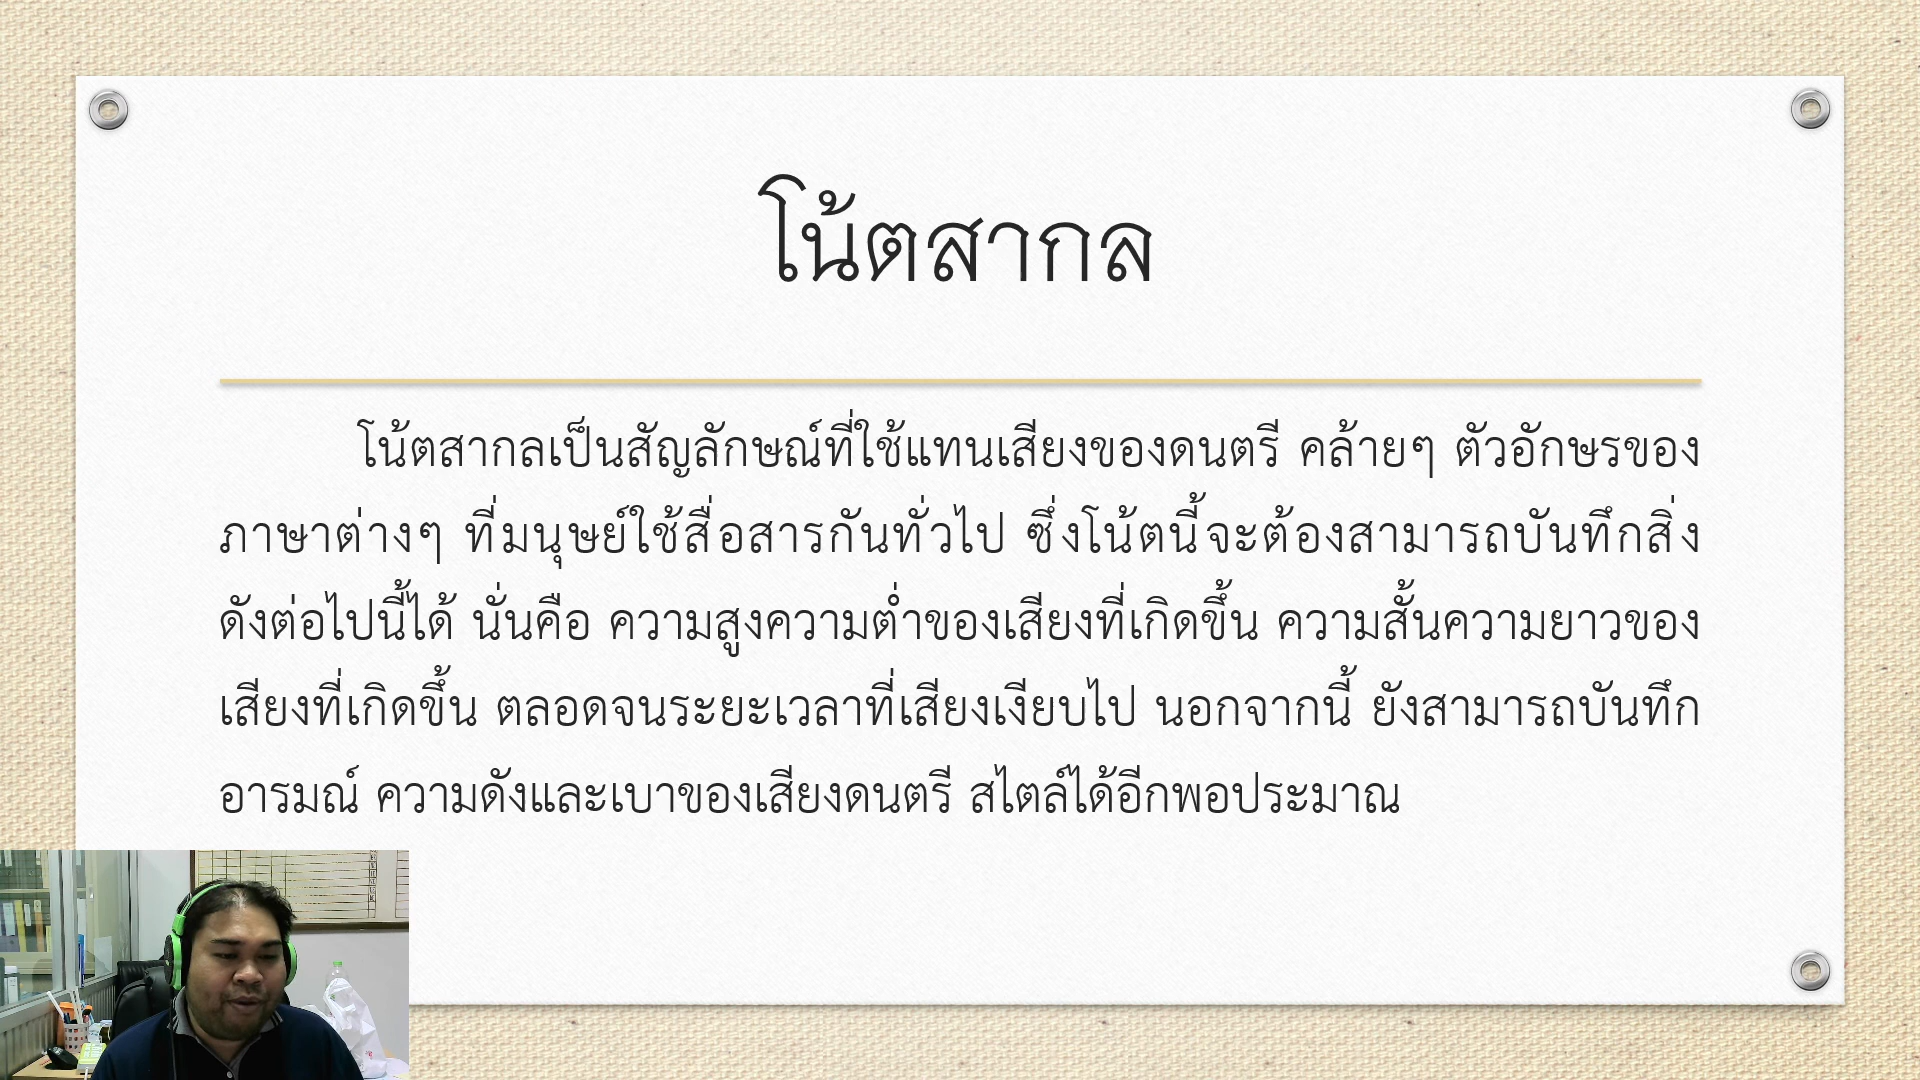 โน้ตสากล
โน้ตสากลเป็นสัญลักษณ์ที่ใช้แทนเสียงของดนตรี คล้ายๆ ตัวอักษรของ
ภาษาต่างๆ ที่มนุษย์ใช้สื่อสารกันทั่วไป ซึ่งโน้ตนี้จะต้องสามารถบันทึกสิ่ง
ดังต่อไปนี้ได้ นั่นคือ ความสูงความต่ำของเสียงที่เกิดขึ้น ความสั้นความยาวของ
เสียงที่เกิดขึ้น ตลอดจนระยะเวลาที่เสียงเงียบไป นอกจากนี้ ยังสามารถบันทึก
อารมณ์ ความดังและเบาของเสียงดนตรี สไตล์ได้อีกพอประมาณ